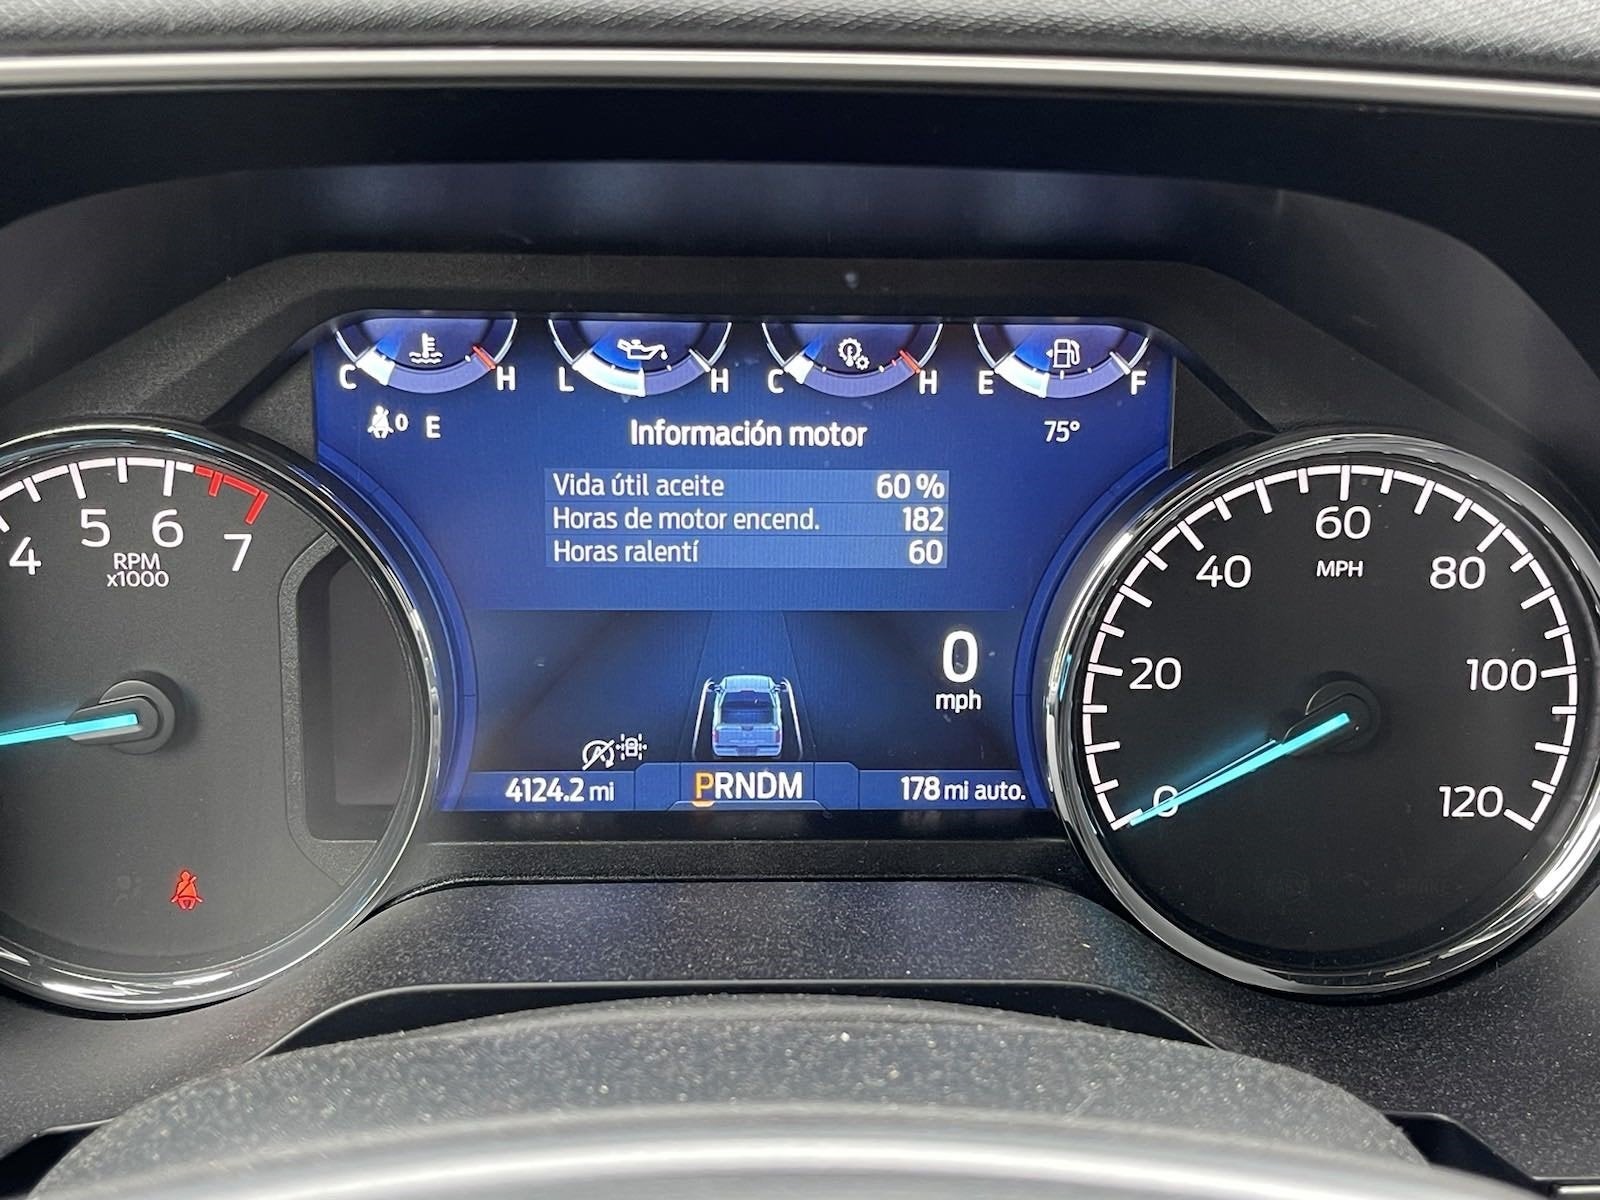 C H
L H
C H
E F
0 E
75°
Información motor
Vida útil aceite 60 %
Horas de motor encend. 182
Horas ralentí 60
4 5 6 7
RPM
x1000
0
mph
4124.2 mi
PRNDM
178 mi auto.
0 20 40 60 80 100 120
MPH